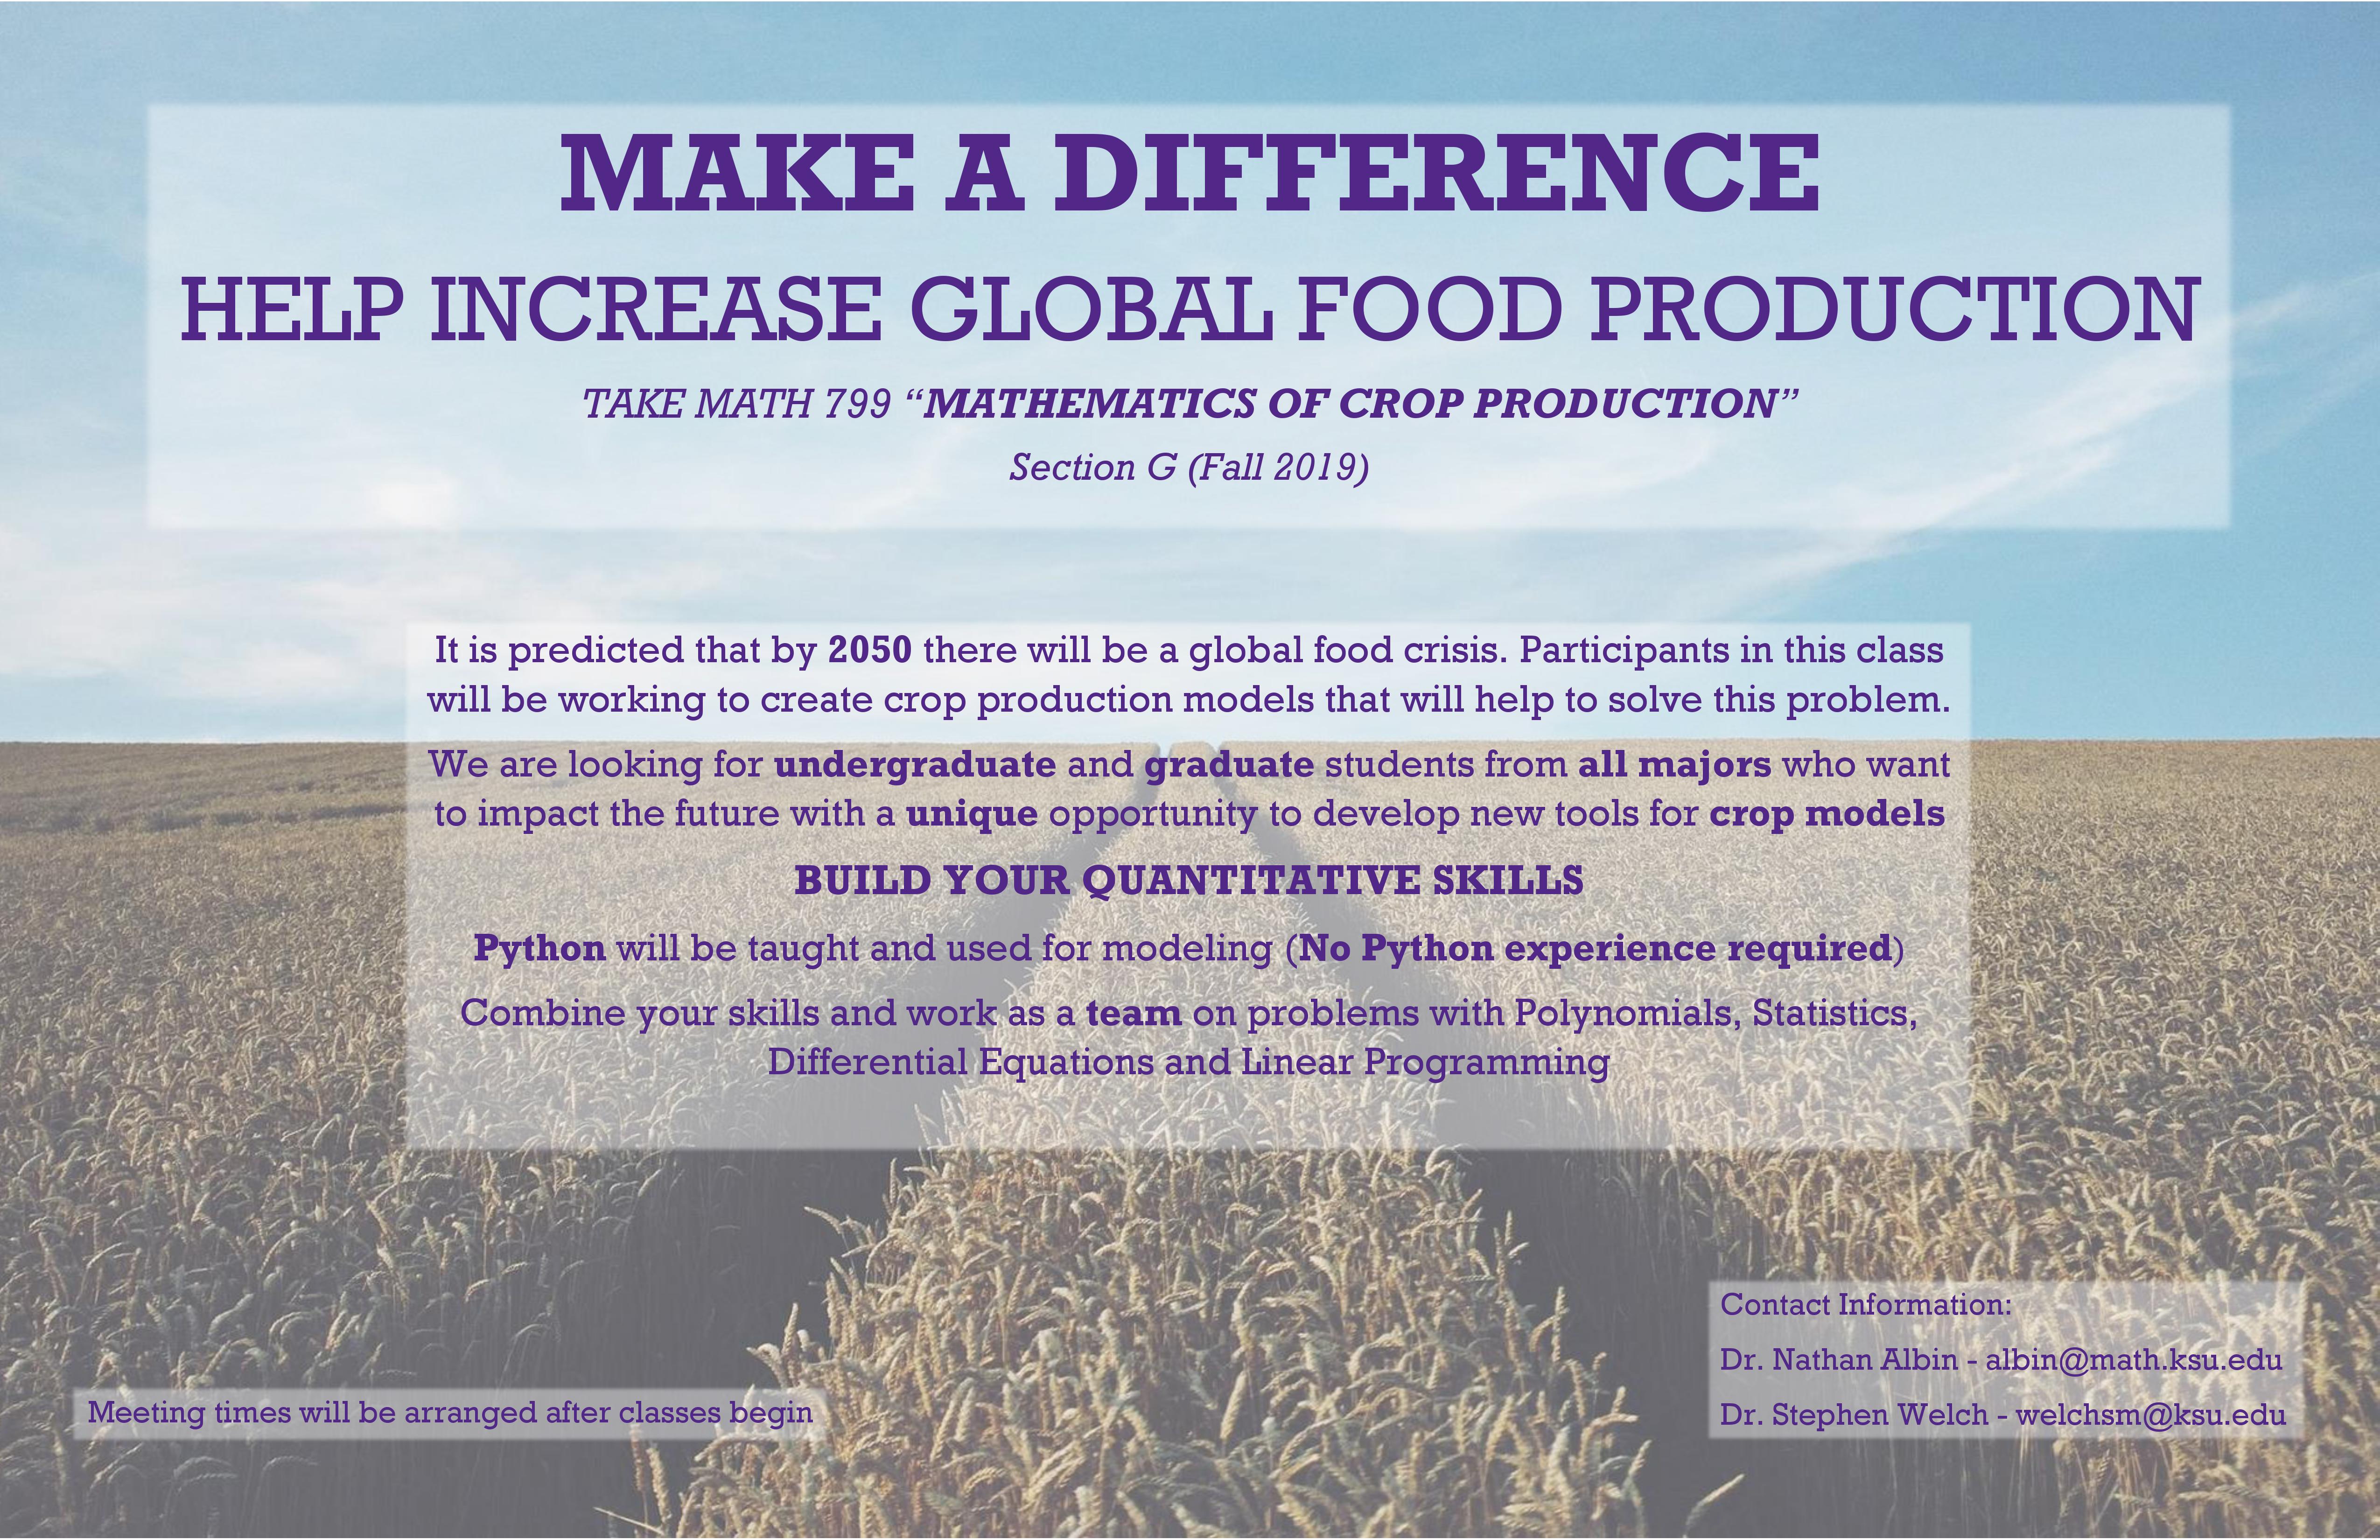 MAKE A DIFFERENCE
HELP INCREASE GLOBAL FOOD PRODUCTION
TAKE MATH 799 “MATHEMATICS OF CROP PRODUCTION”
Section G (Fall 2019)
It is predicted that by 2050 there will be a global food crisis. Participants in this class
will be working to create crop production models that will help to solve this problem.
We are looking for undergraduate and graduate students from all majors who want
to impact the future with a unique opportunity to develop new tools for crop models
BUILD YOUR QUANTITATIVE SKILLS
Python will be taught and used for modeling (No Python experience required)
Combine your skills and work as a team on problems with Polynomials, Statistics,
Differential Equations and Linear Programming
Meeting times will be arranged after classes begin
Contact Information:
Dr. Nathan Albin - albin@math.ksu.edu
Dr. Stephen Welch - welchsm@ksu.edu